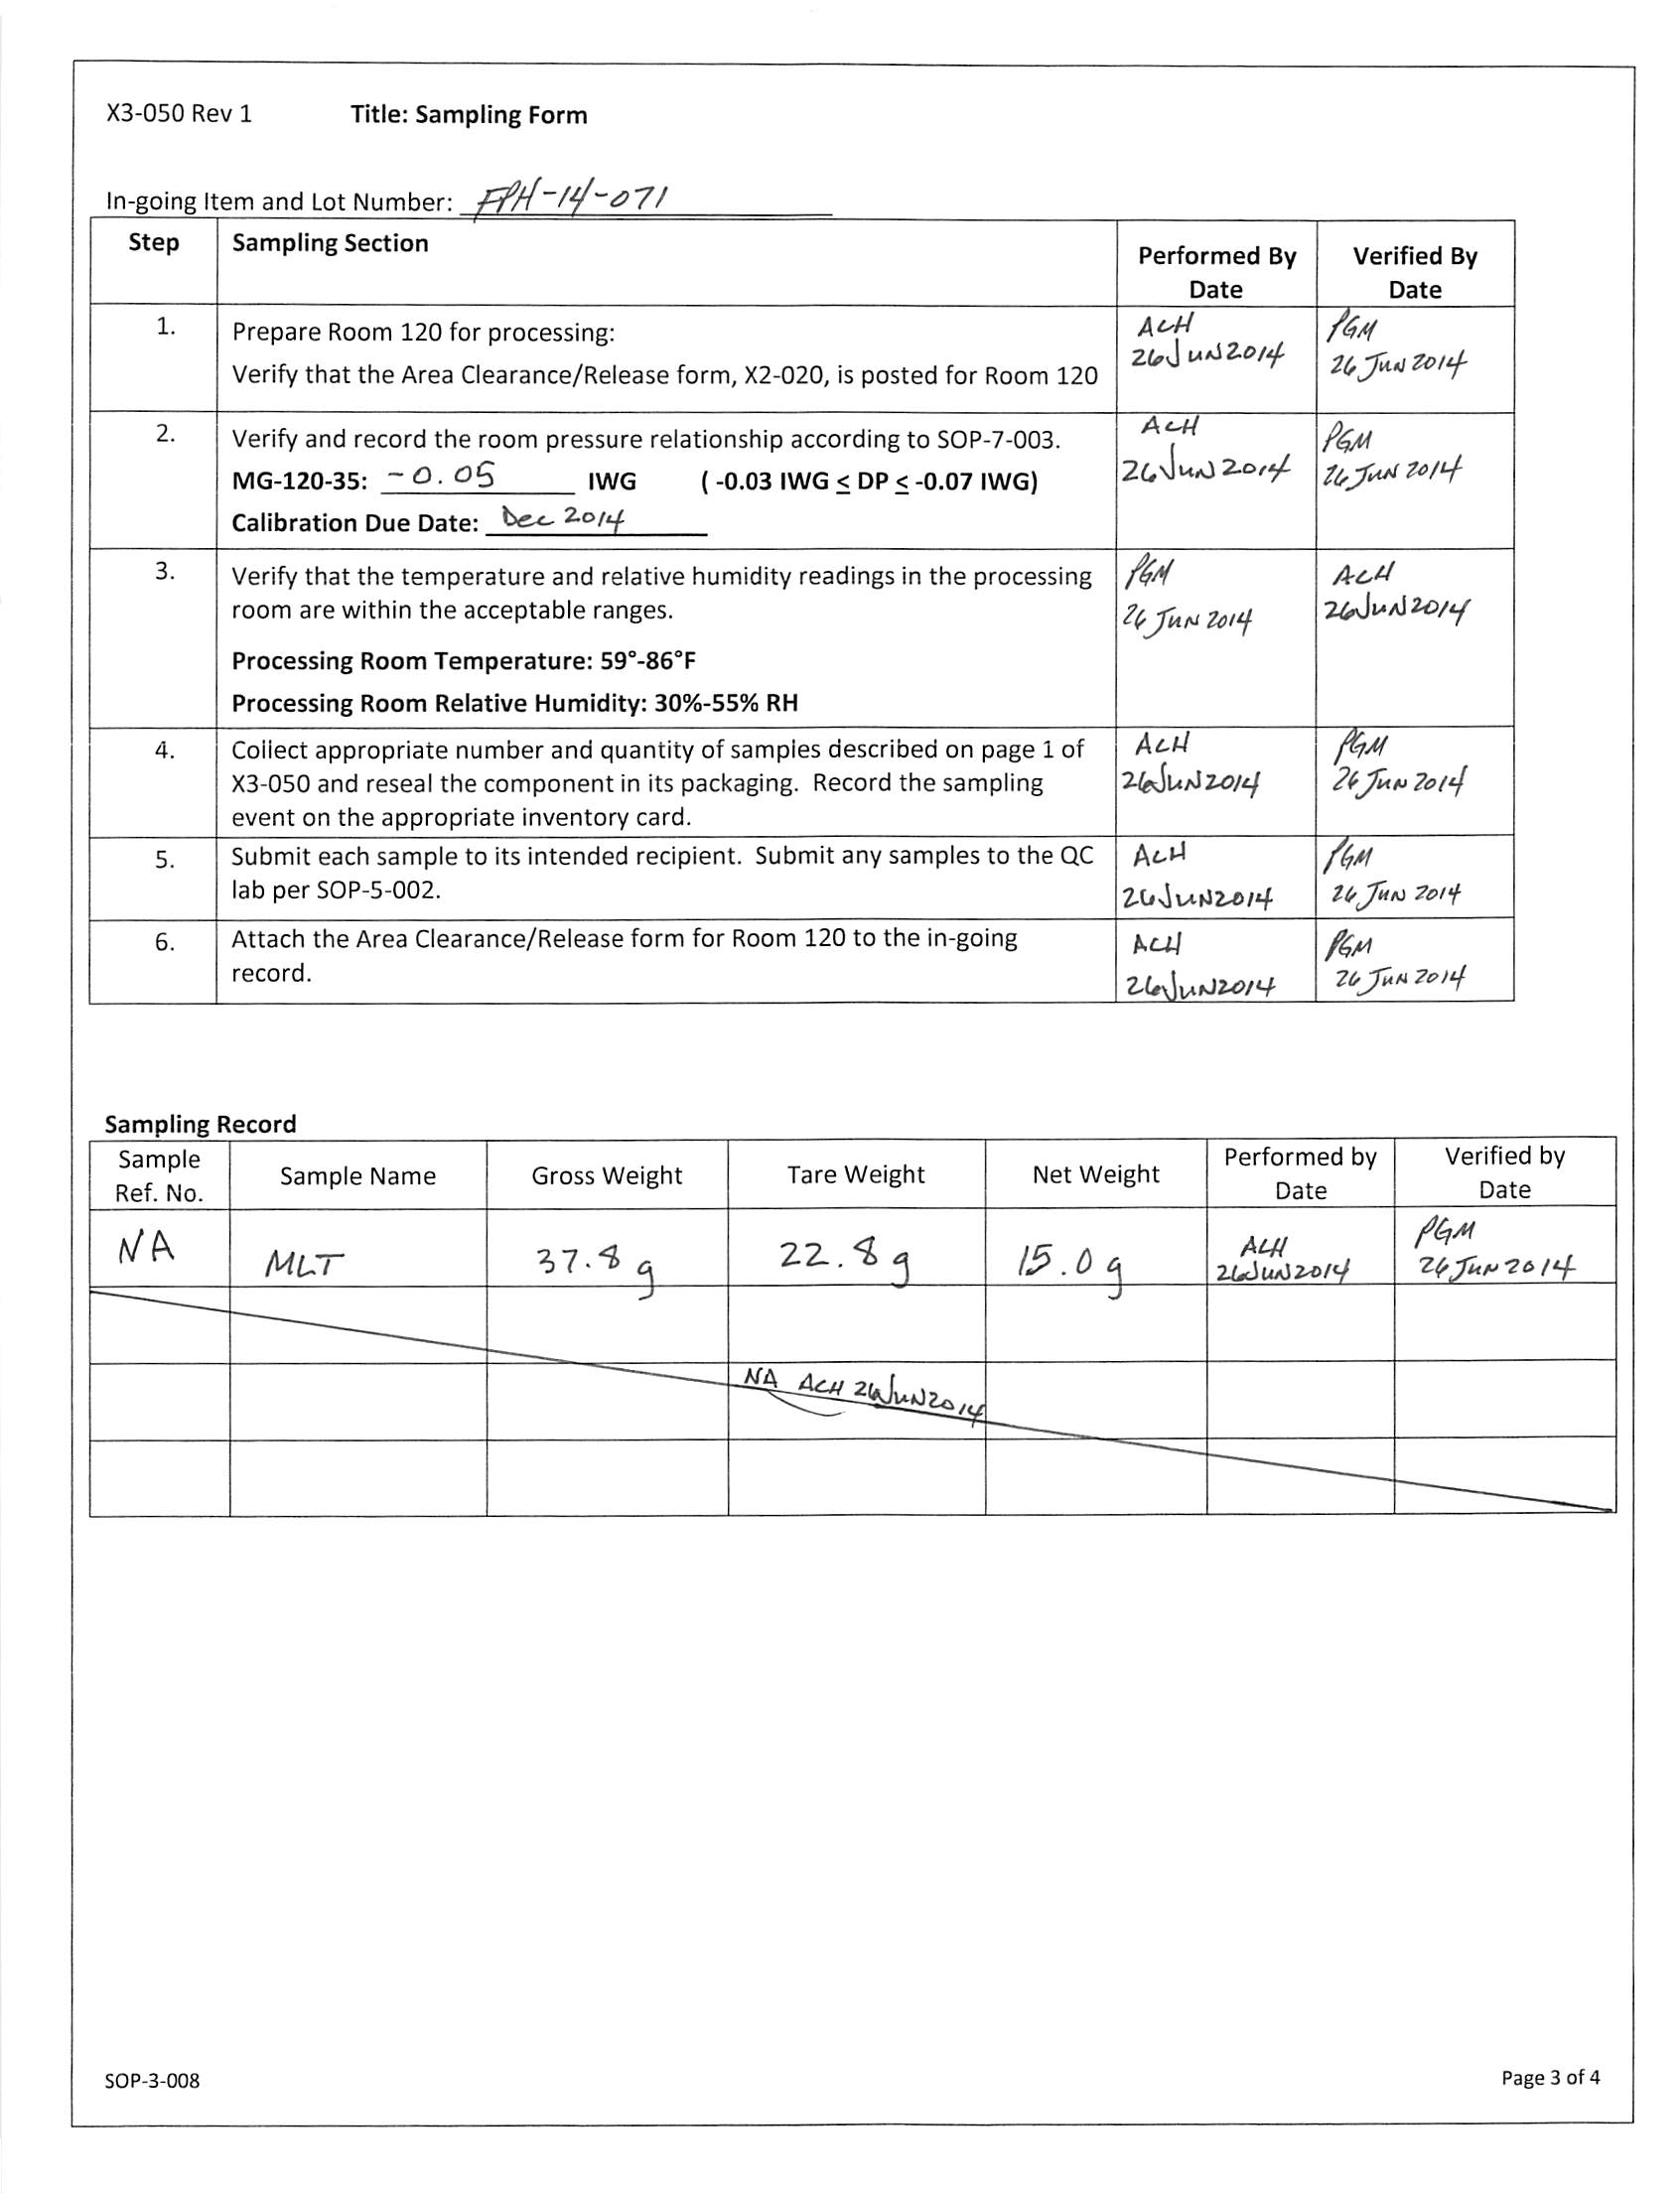 X3-050 Rev 1 Title: Sampling Form
In-going Item and Lot Number: FPH-14-071
Step Sampling Section Performed By Date Verified By Date
1. Prepare Room 120 for processing:
Verify that the Area Clearance/Release form, X2-020, is posted for Room 120
ACH
26JUN2014
PGM
26 JUN 2014
2. Verify and record the room pressure relationship according to SOP-7-003.
MG-120-35: -0.05 IWG ( -0.03 IWG ≤ DP ≤ -0.07 IWG)
Calibration Due Date: Dec 2014
ACH
26JUN2014
PGM
26 JUN 2014
3. Verify that the temperature and relative humidity readings in the processing
room are within the acceptable ranges.
Processing Room Temperature: 59°-86°F
Processing Room Relative Humidity: 30%-55% RH
PGM
26 JUN 2014
ACH
26JUN2014
4. Collect appropriate number and quantity of samples described on page 1 of
X3-050 and reseal the component in its packaging. Record the sampling
event on the appropriate inventory card.
ACH
26JUN2014
PGM
26 JUN 2014
5. Submit each sample to its intended recipient. Submit any samples to the QC
lab per SOP-5-002.
ACH
26JUN2014
PGM
26 JUN 2014
6. Attach the Area Clearance/Release form for Room 120 to the in-going
record.
ACH
26JUN2014
PGM
26 JUN 2014
Sampling Record
Sample Ref. No. Sample Name Gross Weight Tare Weight Net Weight Performed by Date Verified by Date
NA MLT 37.8 g 22.8 g 15.0 g ACH 26JUN2014 PGM 26 JUN 2014
NA ACH 26JUN2014
SOP-3-008 Page 3 of 4